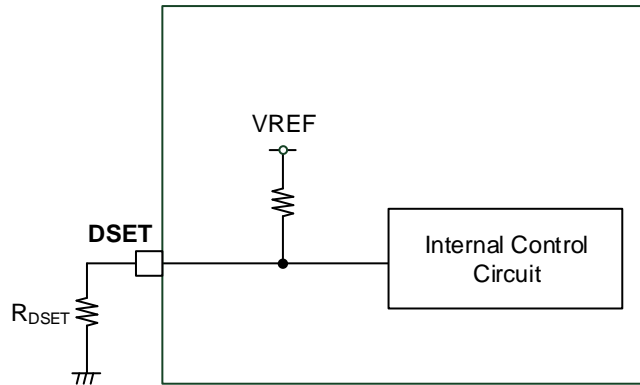 VREF
DSET
Internal Control
Circuit
RDSET